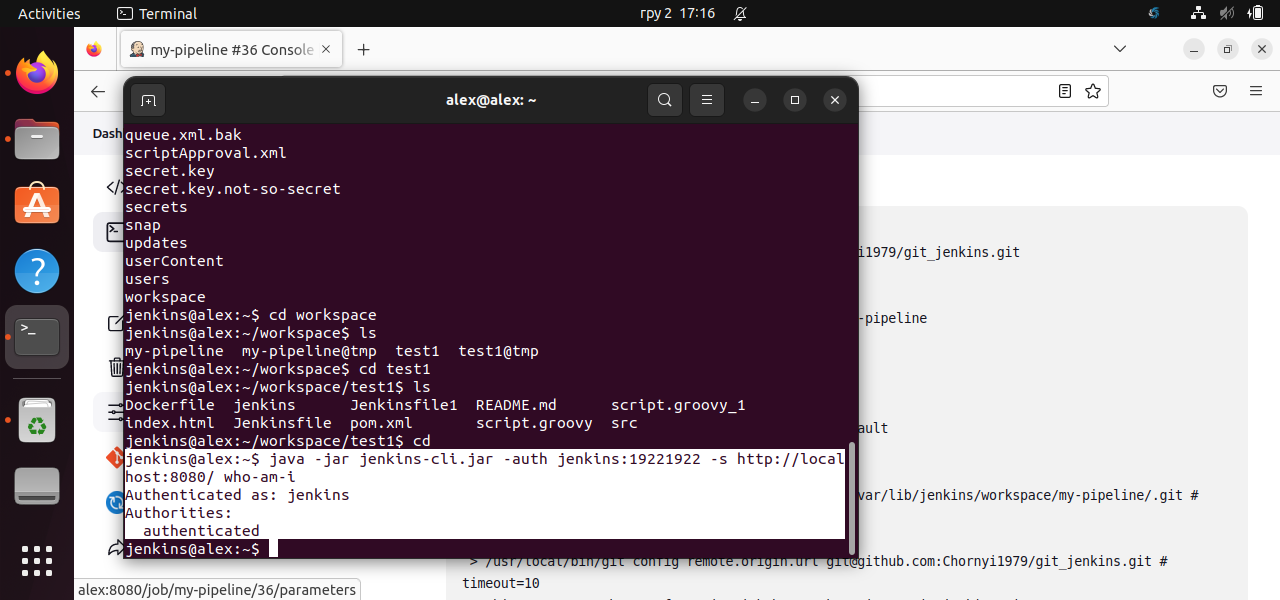 Activities
Terminal
гру 2 17:16
my-pipeline #36 Console
alex@alex: ~
Dash
queue.xml.bak
scriptApproval.xml
secret.key
secret.key.not-so-secret
secrets
snap
updates
userContent
users
workspace
jenkins@alex:~$ cd workspace
jenkins@alex:~/workspace$ ls
my-pipeline my-pipeline@tmp test1 test1@tmp
jenkins@alex:~/workspace$ cd test1
jenkins@alex:~/workspace/test1$ ls
Dockerfile jenkins Jenkinsfile1 README.md script.groovy_1
index.html Jenkinsfile pom.xml script.groovy src
jenkins@alex:~/workspace/test1$ cd
jenkins@alex:~$ java -jar jenkins-cli.jar -auth jenkins:19221922 -s http://local
host:8080/ who-am-i
Authenticated as: jenkins
Authorities:
authenticated
jenkins@alex:~$
i1979/git_jenkins.git
-pipeline
ault
var/lib/jenkins/workspace/my-pipeline/.git #
> /usr/local/bin/git config remote.origin.url git@github.com:Chornyi1979/git_jenkins.git #
timeout=10
alex:8080/job/my-pipeline/36/parameters